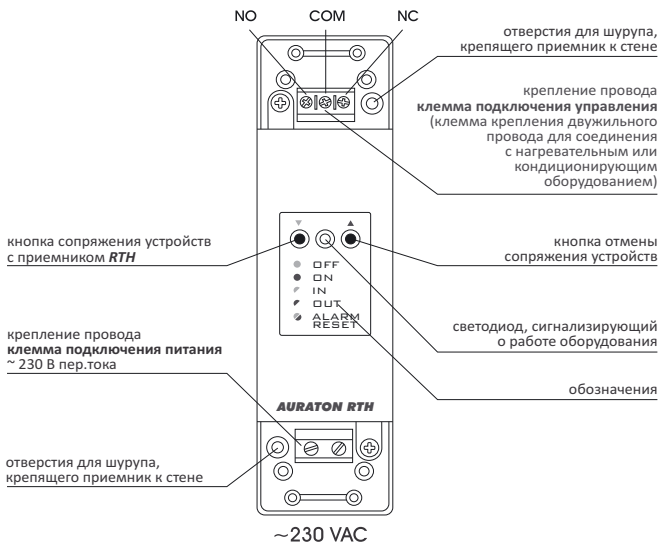 NO COM NC
отверстия для шурупа,
крепящего приемник к стене
крепление провода
клемма подключения управления
(клемма крепления двужильного
провода для соединения
с нагревательным или
кондиционирующим
оборудованием)
кнопка сопряжения устройств
с приемником RTH
кнопка отмены
сопряжения устройств
OFF
ON
IN
OUT
ALARM
RESET
светодиод, сигнализирующий
о работе оборудования
крепление провода
клемма подключения питания
~ 230 В пер.тока
обозначения
AURATON RTH
отверстия для шурупа,
крепящего приемник к стене
~230 VAC